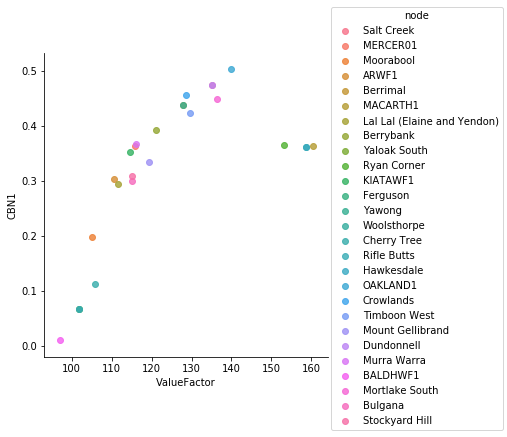 node
Salt Creek
MERCER01
Moorabool
ARWF1
Berrimal
MACARTH1
Lal Lal (Elaine and Yendon)
Berrybank
Yaloak South
Ryan Corner
KIATAWF1
Ferguson
Yawong
Woolsthorpe
Cherry Tree
Rifle Butts
Hawkesdale
OAKLAND1
Crowlands
Timboon West
Mount Gellibrand
Dundonnell
Murra Warra
BALDHWF1
Mortlake South
Bulgana
Stockyard Hill
0.5
0.4
0.3
0.2
0.1
0.0
CBN1
100 110 120 130 140 150 160
ValueFactor